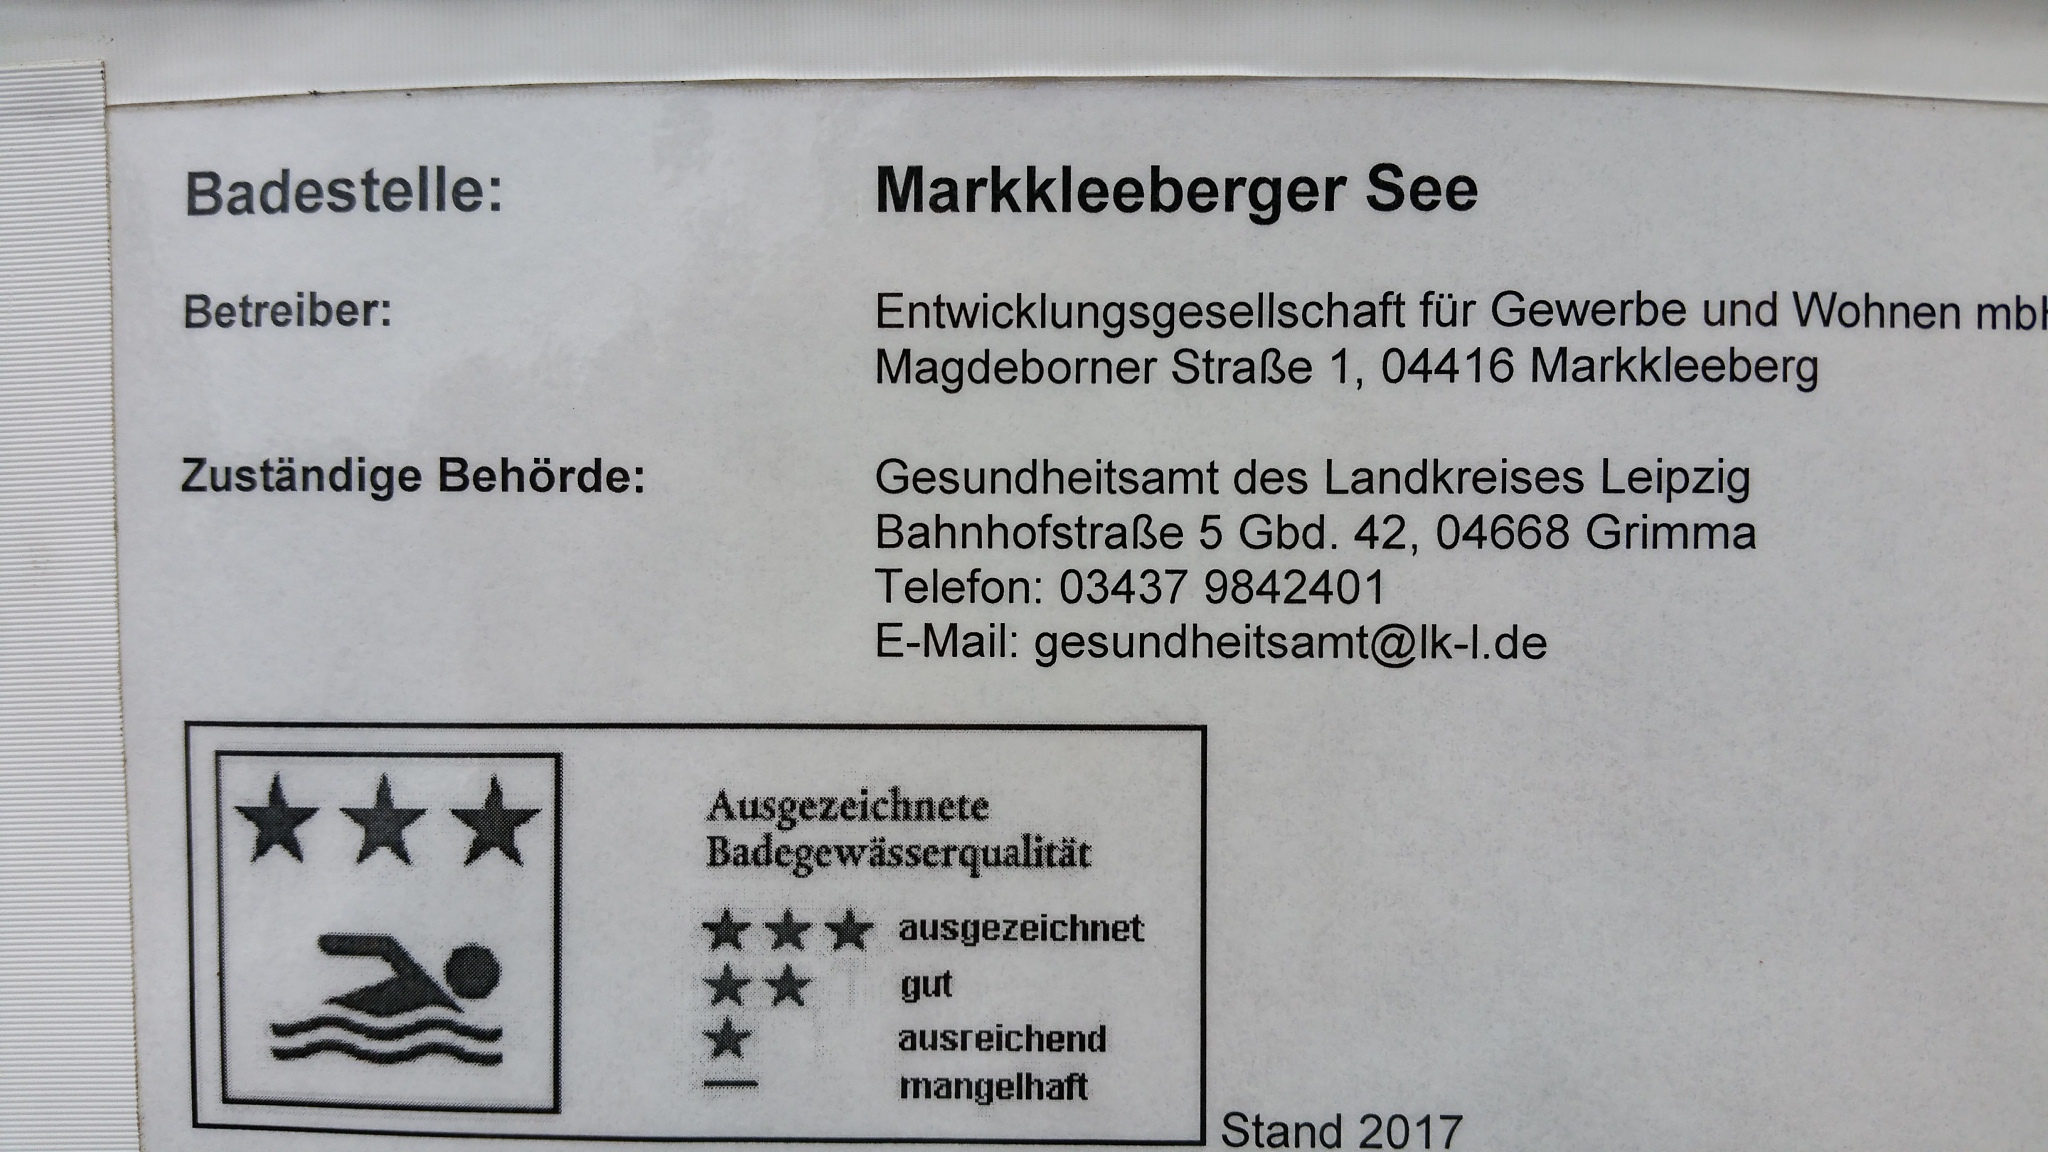 Badestelle: Markkleeberger See
Betreiber: Entwicklungsgesellschaft für Gewerbe und Wohnen mbH
Magdeborner Straße 1, 04416 Markkleeberg
Zuständige Behörde: Gesundheitsamt des Landkreises Leipzig
Bahnhofstraße 5 Gbd. 42, 04668 Grimma
Telefon: 03437 9842401
E-Mail: gesundheitsamt@lk-l.de
Ausgezeichnete
Badegewässerqualität
ausgezeichnet
gut
ausreichend
mangelhaft
Stand 2017